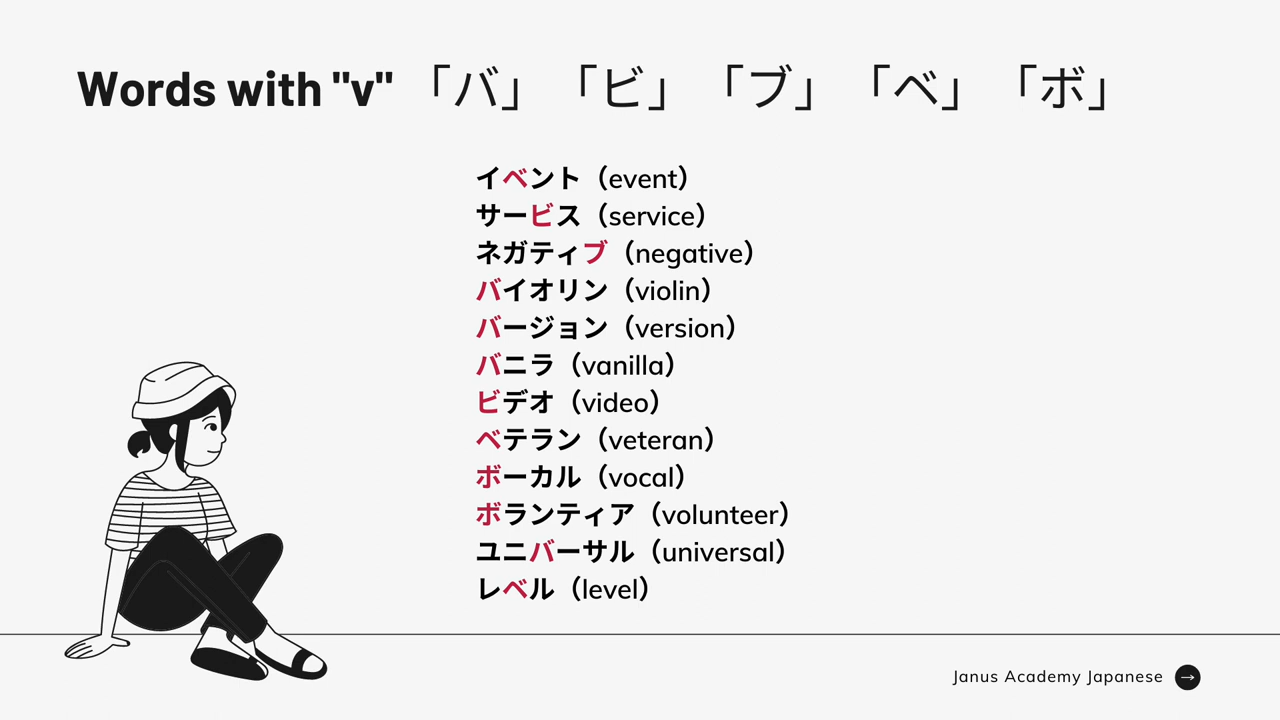 Words with "v" 「バ」「ビ」「ブ」「ベ」「ボ」
イベント（event）
サービス（service）
ネガティブ（negative）
バイオリン（violin）
バージョン（version）
バニラ（vanilla）
ビデオ（video）
ベテラン（veteran）
ボーカル（vocal）
ボランティア（volunteer）
ユニバーサル（universal）
レベル（level）
Janus Academy Japanese